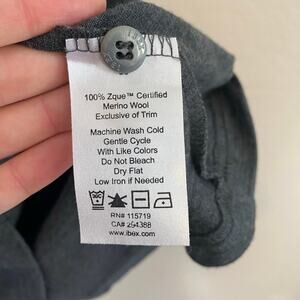 100% Zque™ Certified
Merino Wool
Exclusive of Trim
Machine Wash Cold
Gentle Cycle
With Like Colors
Do Not Bleach
Dry Flat
Low Iron if Needed
RN# 115719
CA# 254388
www.ibex.com